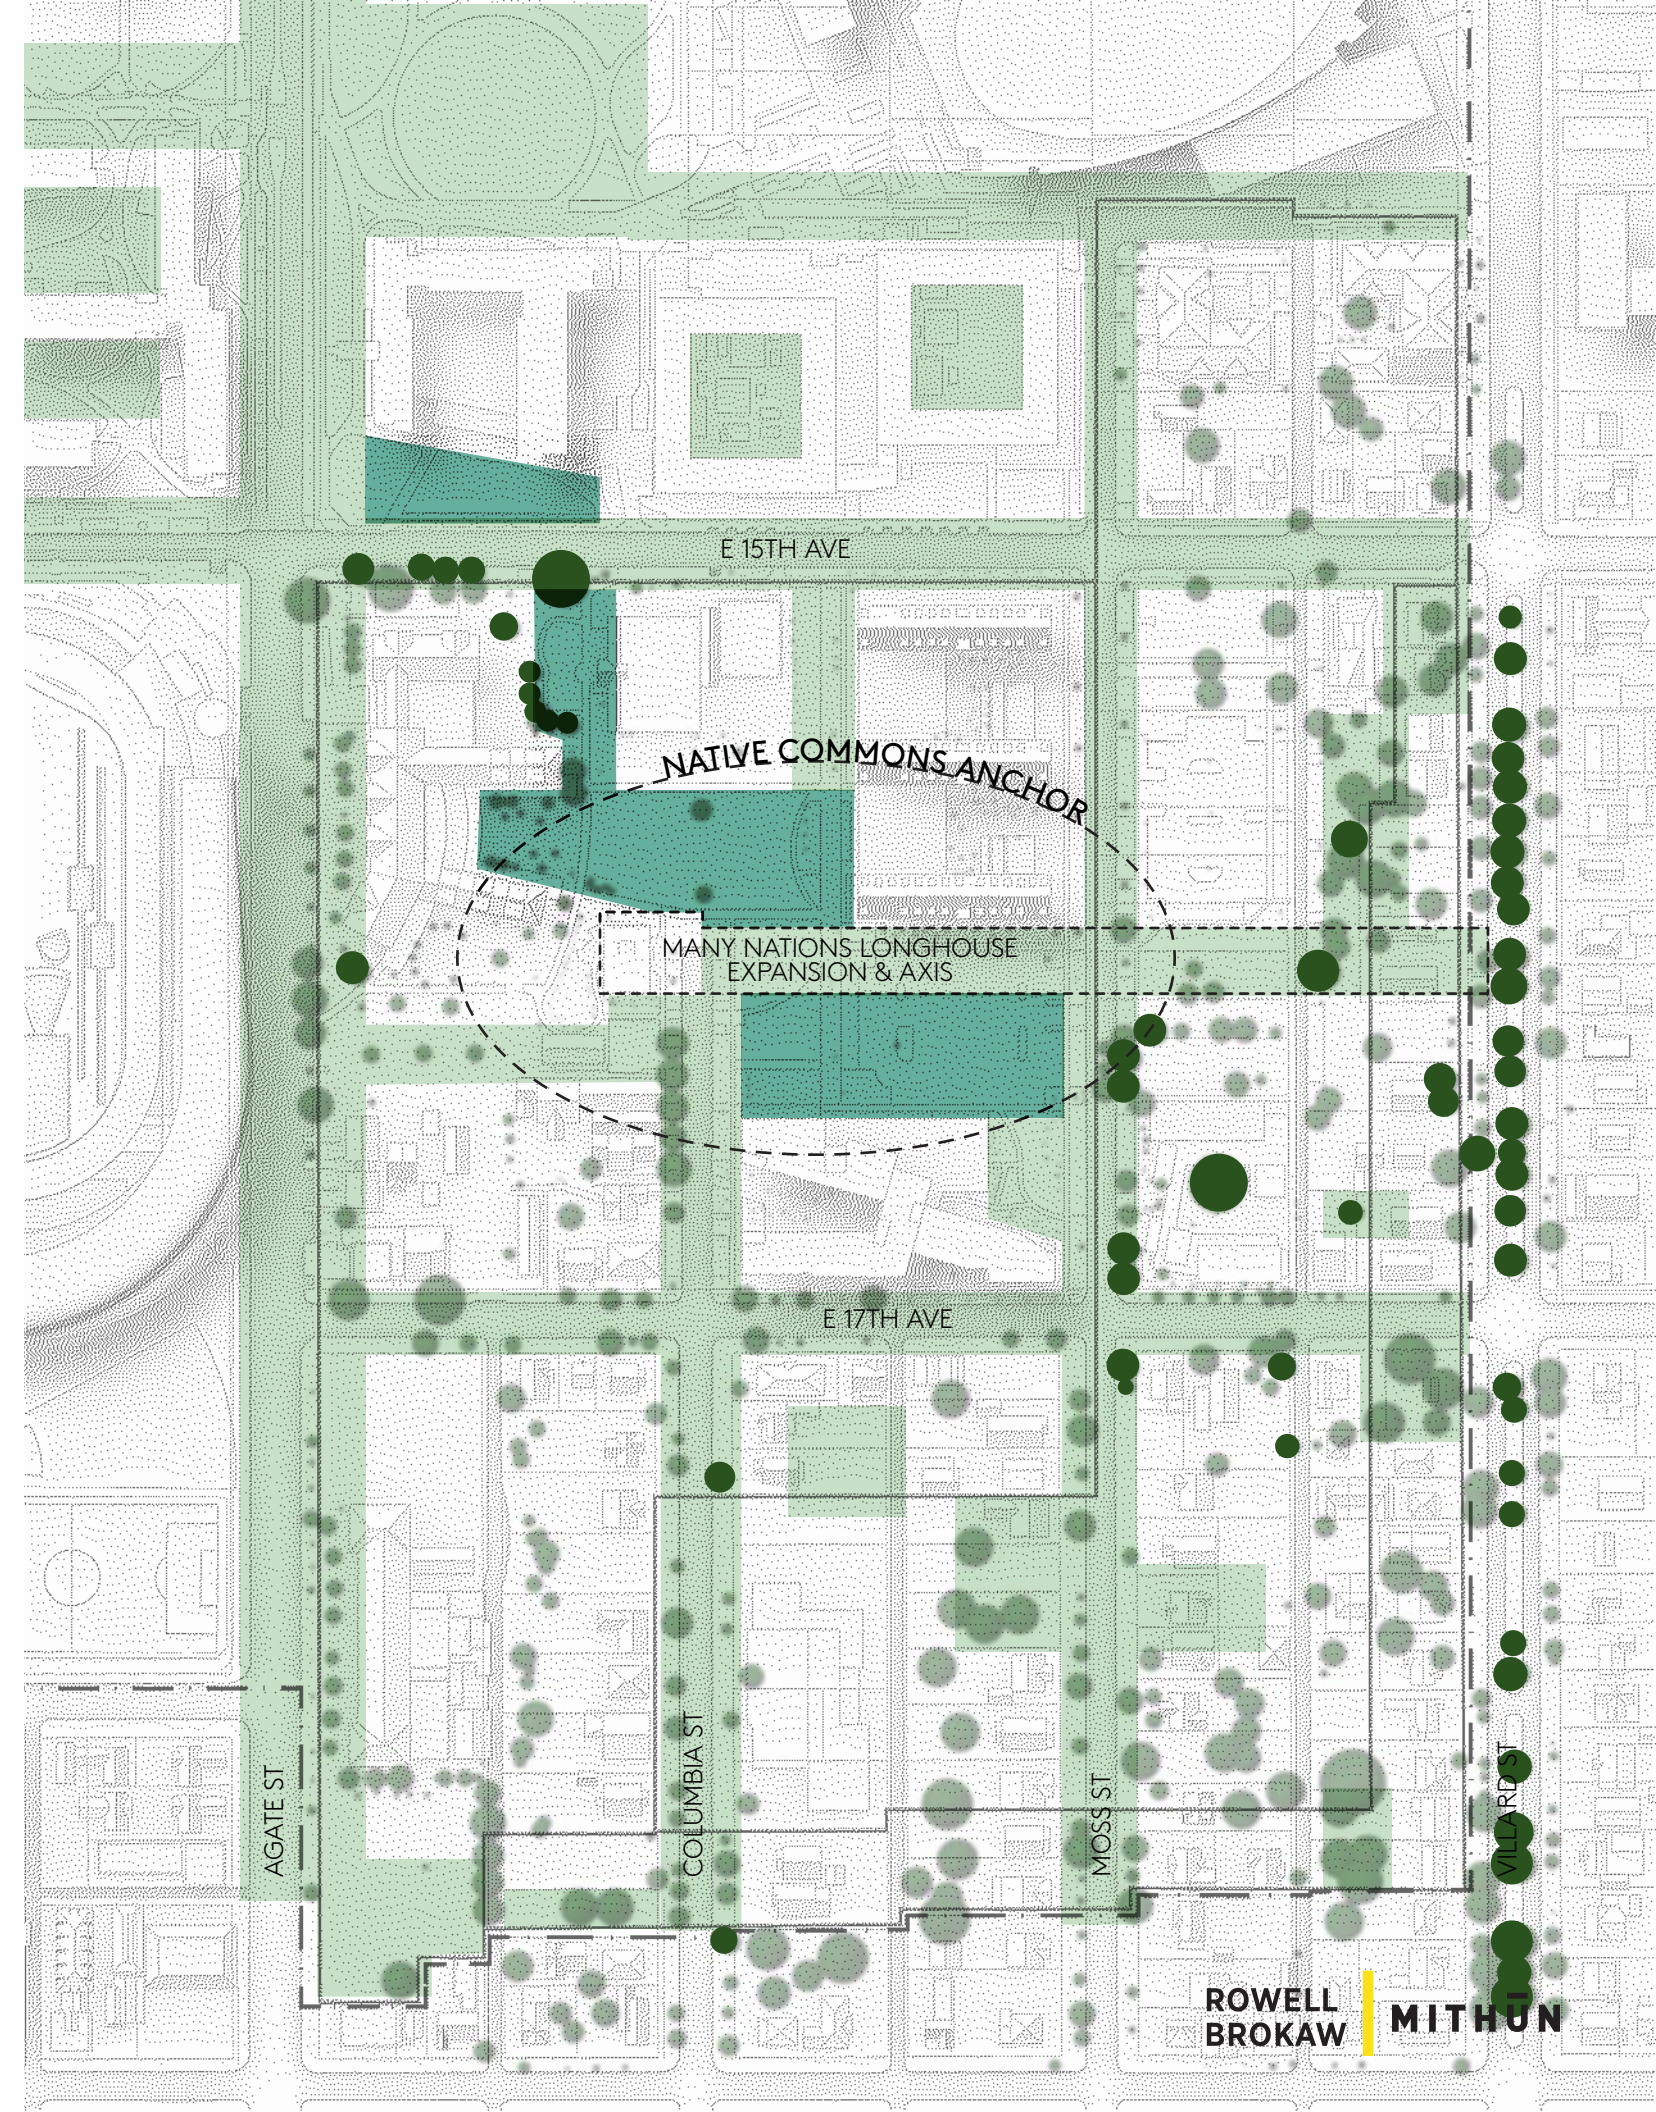 E 15TH AVE
NATIVE COMMONS ANCHOR
MANY NATIONS LONGHOUSE
EXPANSION & AXIS
E 17TH AVE
AGATE ST
COLUMBIA ST
MOSS ST
VILLARD ST
ROWELL
BROKAW
MITHŪN